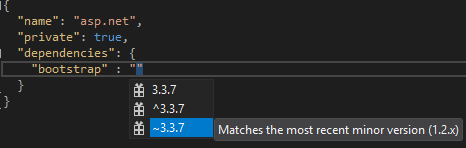 {
"name": "asp.net",
"private": true,
"dependencies": {
"bootstrap" : ""
}
}
3.3.7
^3.3.7
~3.3.7
Matches the most recent minor version (1.2.x)